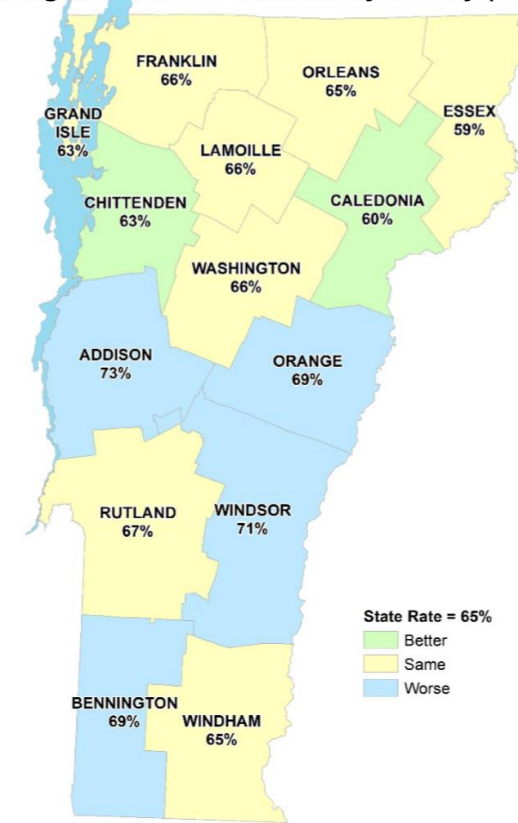 FRANKLIN
66%
ORLEANS
65%
ESSEX
59%
GRAND
ISLE
63%
LAMOILLE
66%
CHITTENDEN
63%
CALEDONIA
60%
WASHINGTON
66%
ADDISON
73%
ORANGE
69%
RUTLAND
67%
WINDSOR
71%
State Rate = 65%
Better
Same
Worse
BENNINGTON
69%
WINDHAM
65%